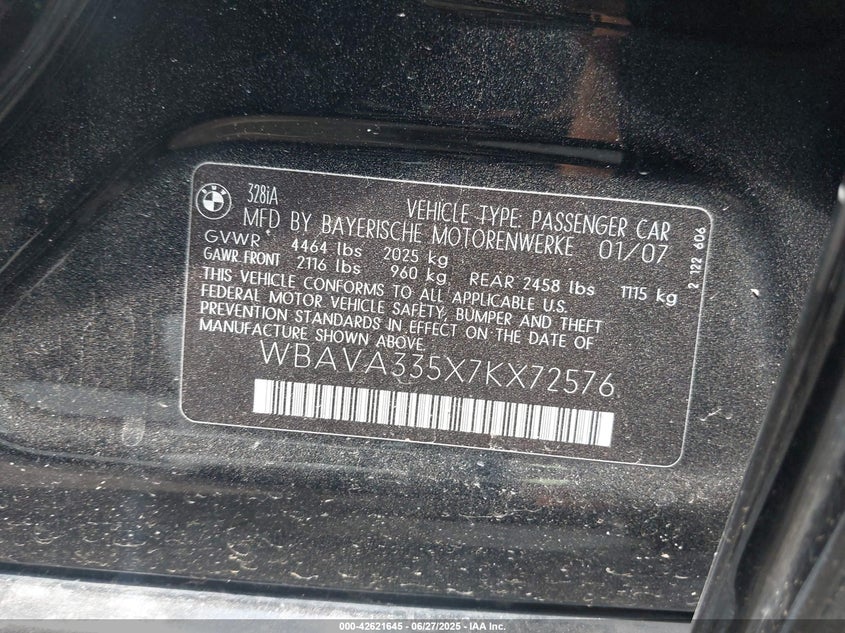 BMW
328iA
VEHICLE TYPE: PASSENGER CAR
MFD BY BAYERISCHE MOTORENWERKE 01/07
GVWR 4464 lbs 2025 kg
GAWR FRONT 2116 lbs 960 kg REAR 2458 lbs 1115 kg
THIS VEHICLE CONFORMS TO ALL APPLICABLE U.S.
FEDERAL MOTOR VEHICLE SAFETY, BUMPER AND THEFT
PREVENTION STANDARDS IN EFFECT ON THE DATE OF
MANUFACTURE SHOWN ABOVE.
WBAVA335X7KX72576
2 122 606
000-42621645 - 06/27/2025 - IAA Inc.